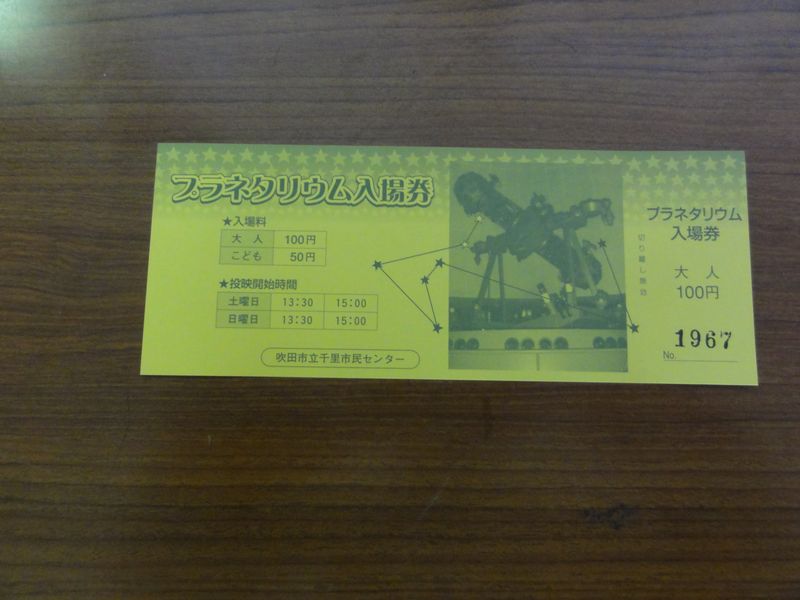 プラネタリウム入場券
★入場料
大人 100円
こども 50円
★投映開始時間
土曜日 13:30 15:00
日曜日 13:30 15:00
吹田市立千里市民センター
切り離し無効
プラネタリウム
入場券
大人
100円
No. 1967